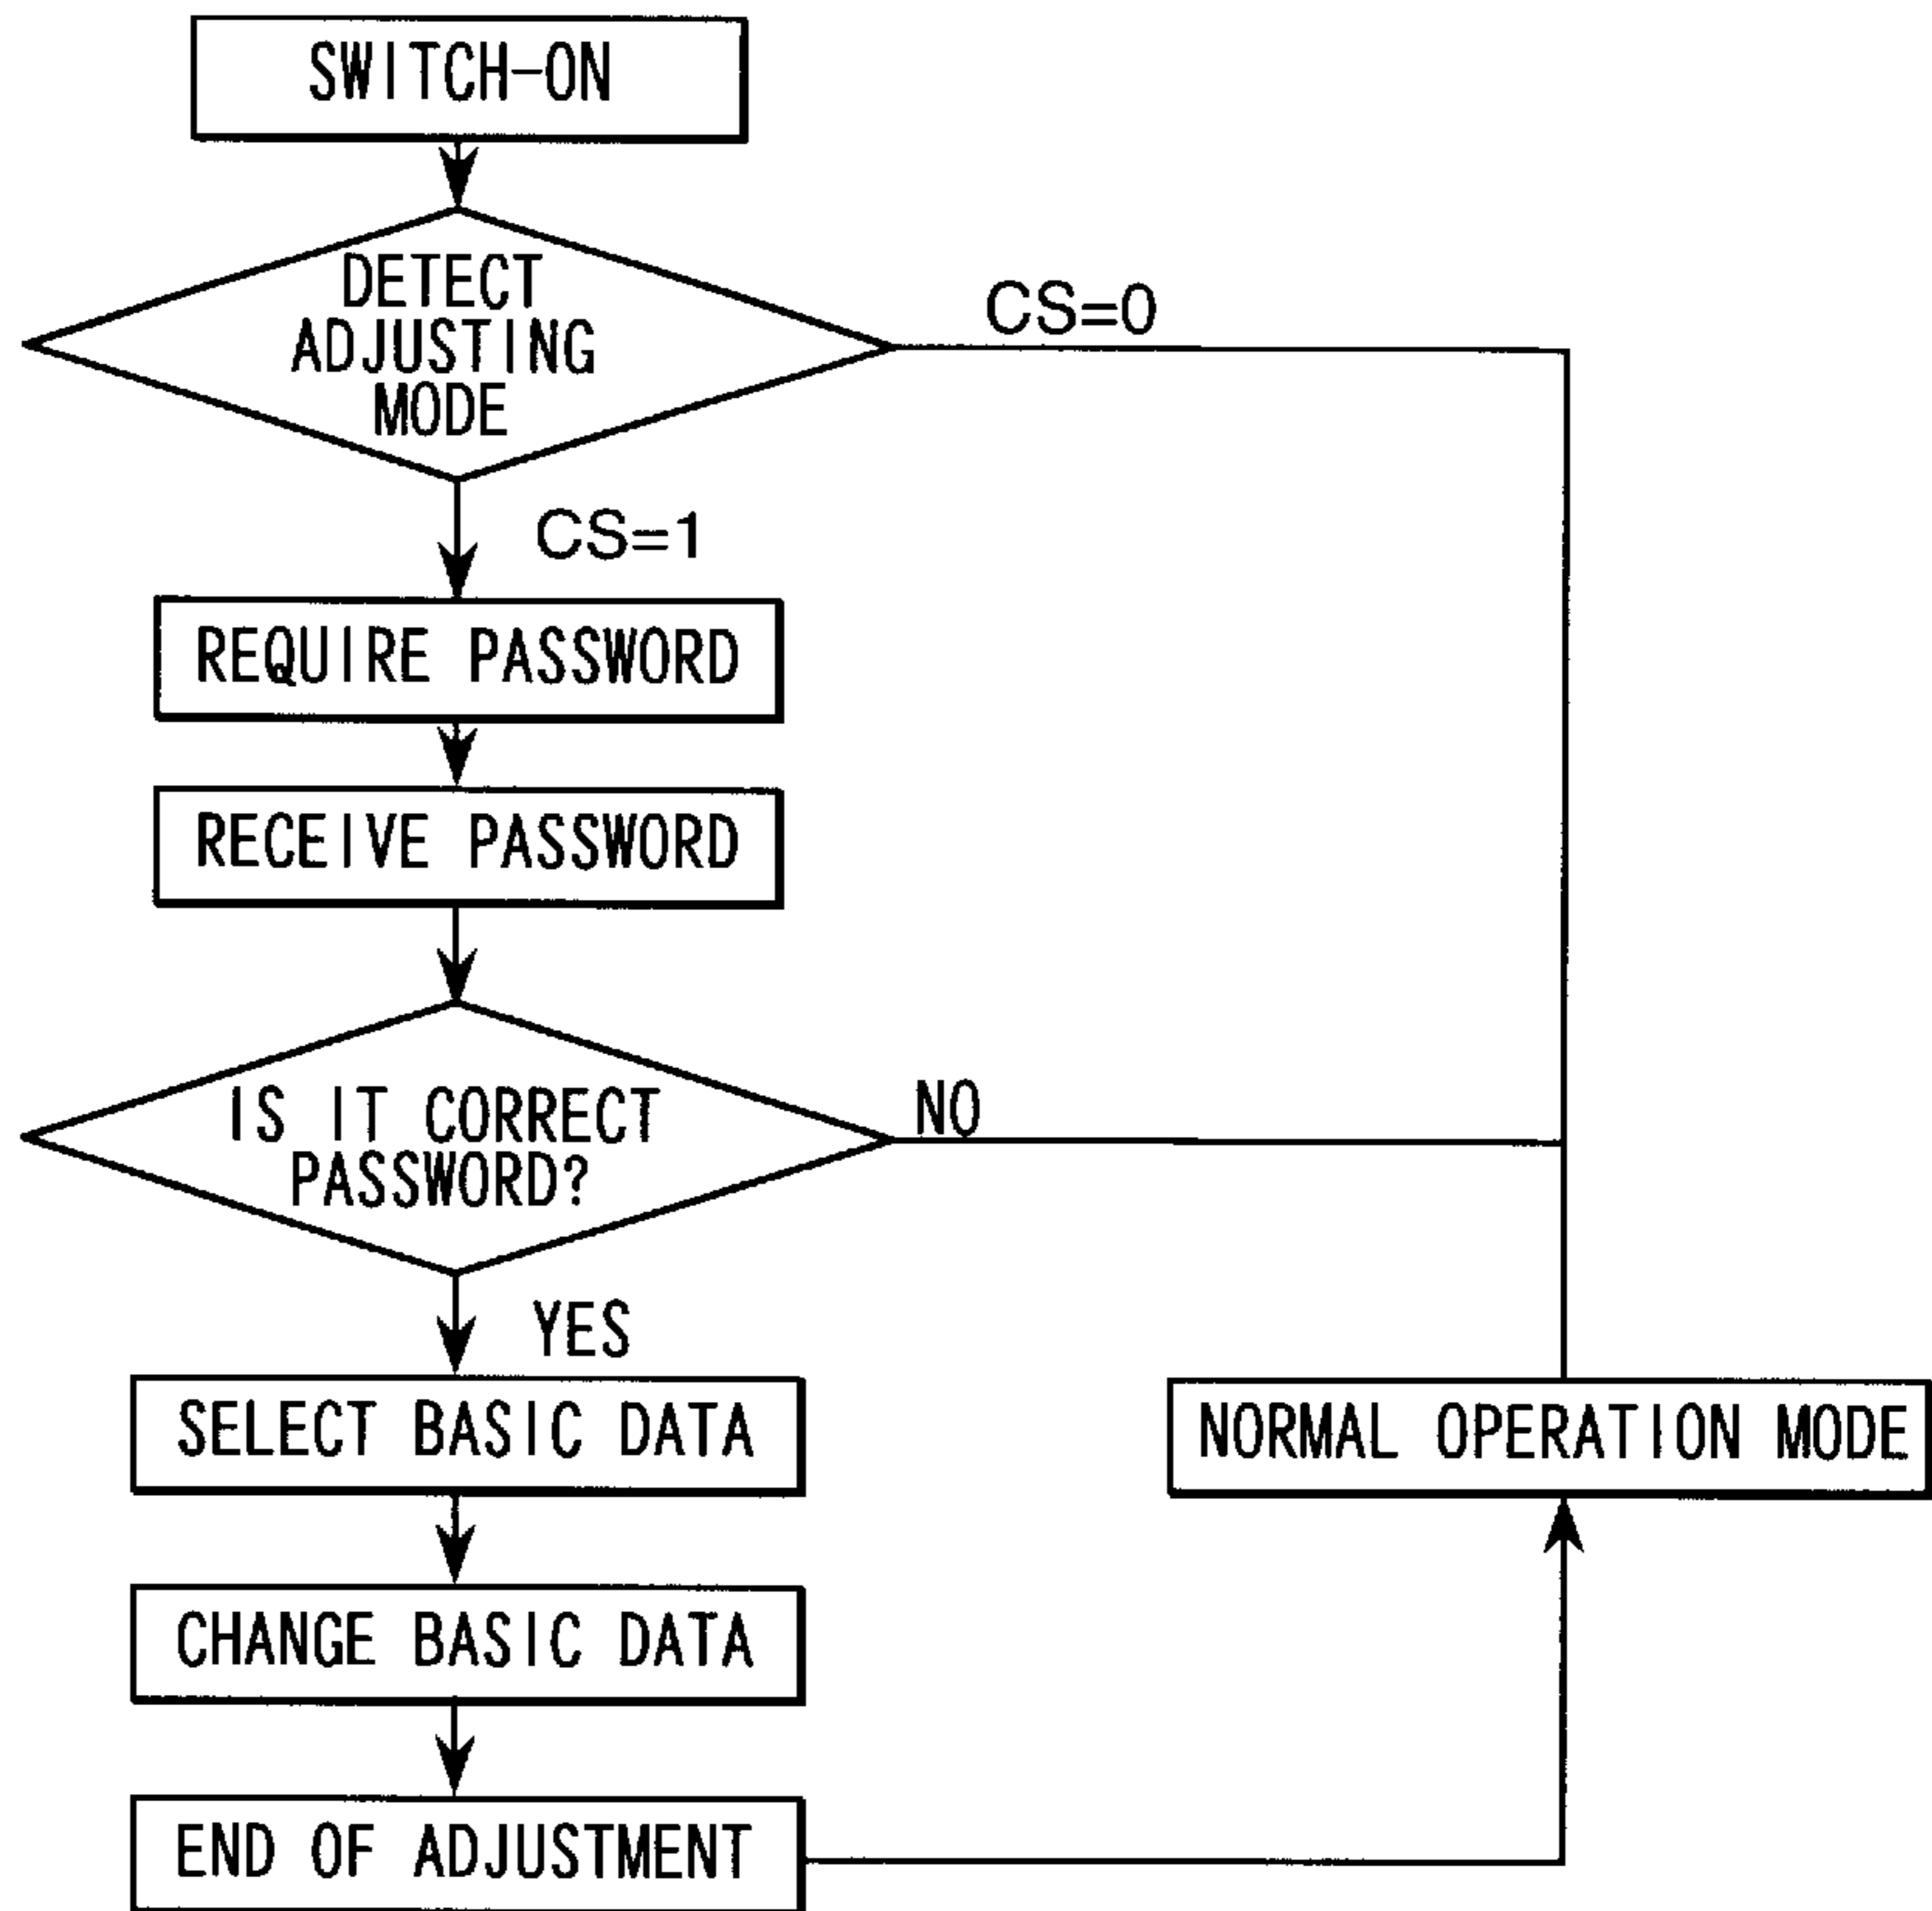 SWITCH-ON
DETECT
ADJUSTING
MODE
CS=0
CS=1
REQUIRE PASSWORD
RECEIVE PASSWORD
IS IT CORRECT
PASSWORD?
NO
YES
SELECT BASIC DATA
NORMAL OPERATION MODE
CHANGE BASIC DATA
END OF ADJUSTMENT